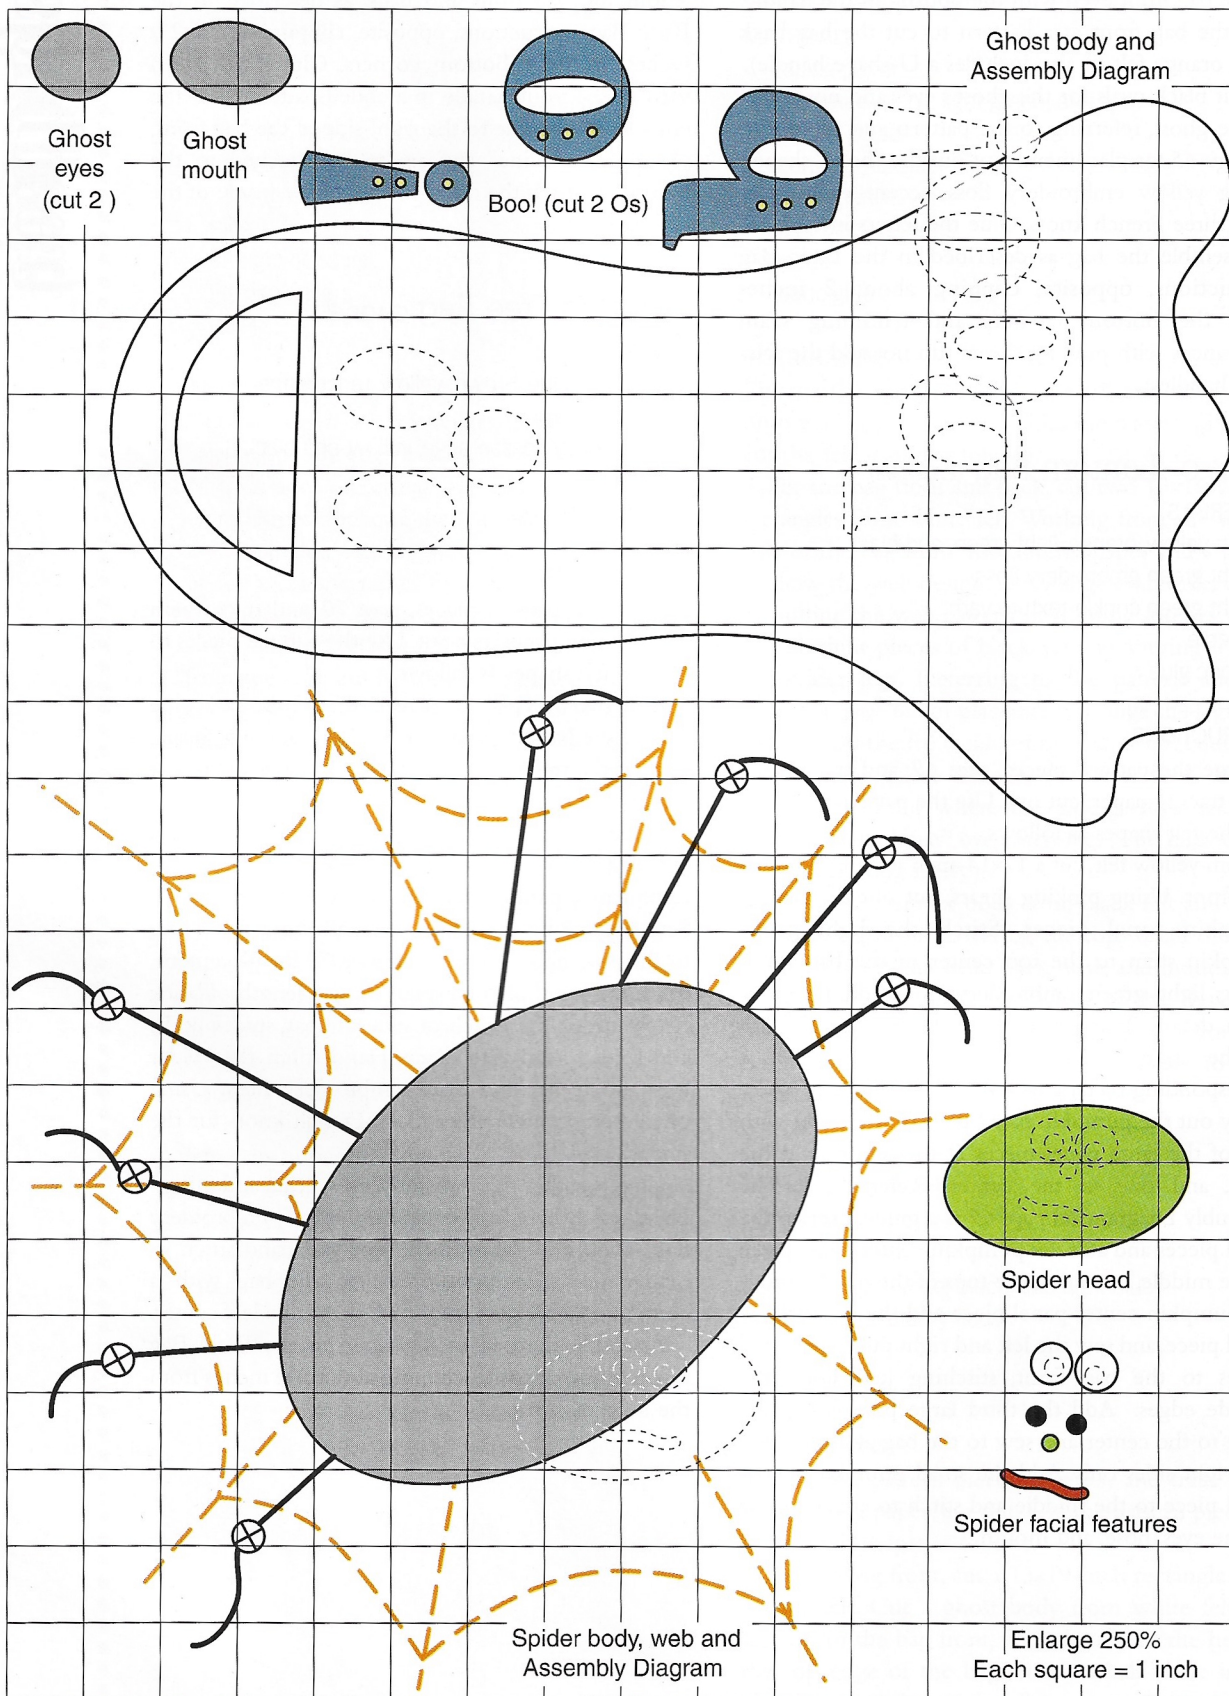 Ghost body and
Assembly Diagram
Ghost
eyes
(cut 2 )
Ghost
mouth
Boo! (cut 2 Os)
Spider head
Spider facial features
Spider body, web and
Assembly Diagram
Enlarge 250%
Each square = 1 inch